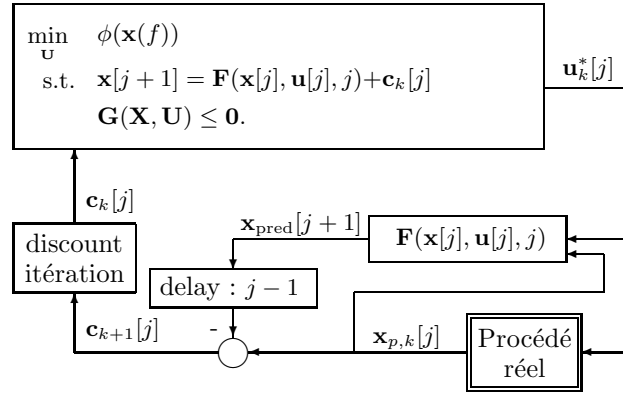 min U ϕ(x(f))
s.t. x[j + 1] = F(x[j], u[j], j)+c_k[j]
G(X, U) ≤ 0.
u*_k[j]
c_k[j]
discount
itération
x_pred[j+1]
F(x[j], u[j], j)
delay : j − 1
c_{k+1}[j]
-
x_{p,k}[j]
Procédé
réel